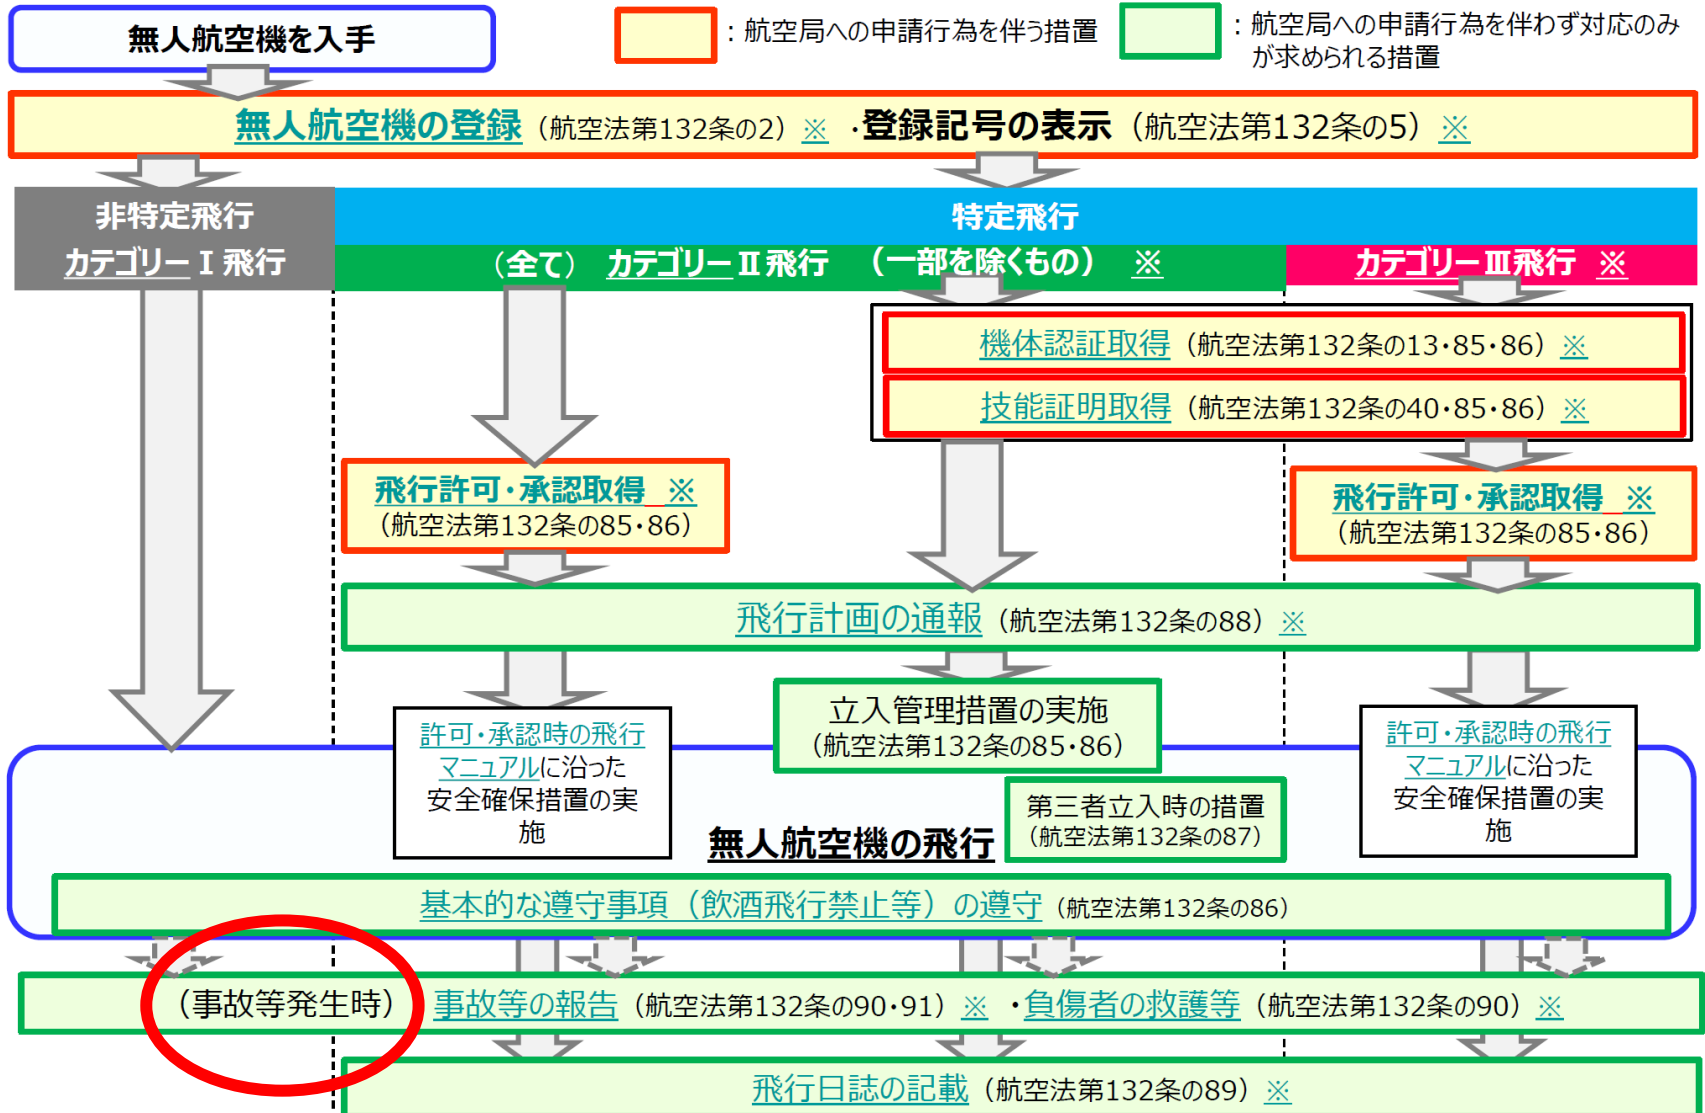 無人航空機を入手
：航空局への申請行為を伴う措置
：航空局への申請行為を伴わず対応のみ
が求められる措置
無人航空機の登録（航空法第132条の2）※ ・登録記号の表示（航空法第132条の5）※
非特定飛行
カテゴリーⅠ飛行
特定飛行
（全て） カテゴリーⅡ飛行 （一部を除くもの） ※
カテゴリーⅢ飛行 ※
機体認証取得（航空法第132条の13・85・86）※
技能証明取得（航空法第132条の40・85・86）※
飛行許可・承認取得 ※
（航空法第132条の85・86）
飛行許可・承認取得 ※
（航空法第132条の85・86）
飛行計画の通報（航空法第132条の88）※
許可・承認時の飛行
マニュアルに沿った
安全確保措置の実
施
立入管理措置の実施
（航空法第132条の85・86）
許可・承認時の飛行
マニュアルに沿った
安全確保措置の実
施
第三者立入時の措置
（航空法第132条の87）
無人航空機の飛行
基本的な遵守事項（飲酒飛行禁止等）の遵守（航空法第132条の86）
（事故等発生時） 事故等の報告（航空法第132条の90・91）※ ・負傷者の救護等（航空法第132条の90）※
飛行日誌の記載（航空法第132条の89）※